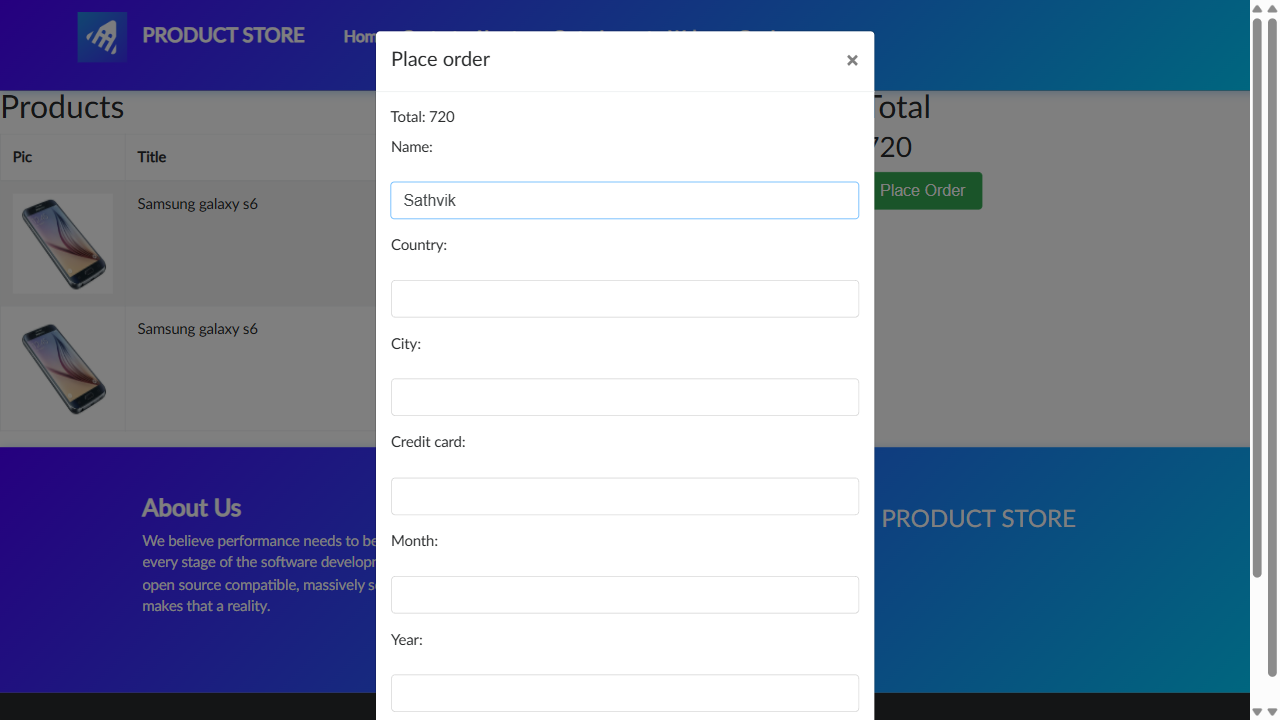 PRODUCT STORE
Hom
Place order
×
Products
Total: 720
Total
Name:
720
Pic
Title
Place Order
Samsung galaxy s6
Sathvik
Country:
Samsung galaxy s6
City:
Credit card:
About Us
PRODUCT STORE
We believe performance needs to be
every stage of the software developm
open source compatible, massively s
makes that a reality.
Month:
Year: